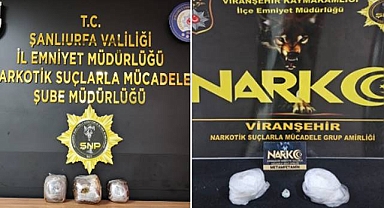 T.C.
ŞANLIURFA VALİLİĞİ
İL EMNİYET MÜDÜRLÜĞÜ
NARKOTİK SUÇLARLA MÜCADELE
ŞUBE MÜDÜRLÜĞÜ
SNP
VİRANŞEHİR KAYMAKAMLIĞI
İlçe Emniyet Müdürlüğü
NARKO
VİRANŞEHİR
NARKOTİK SUÇLARLA MÜCADELE GRUP AMİRLİĞİ
NARKO
METAMFETAMİN